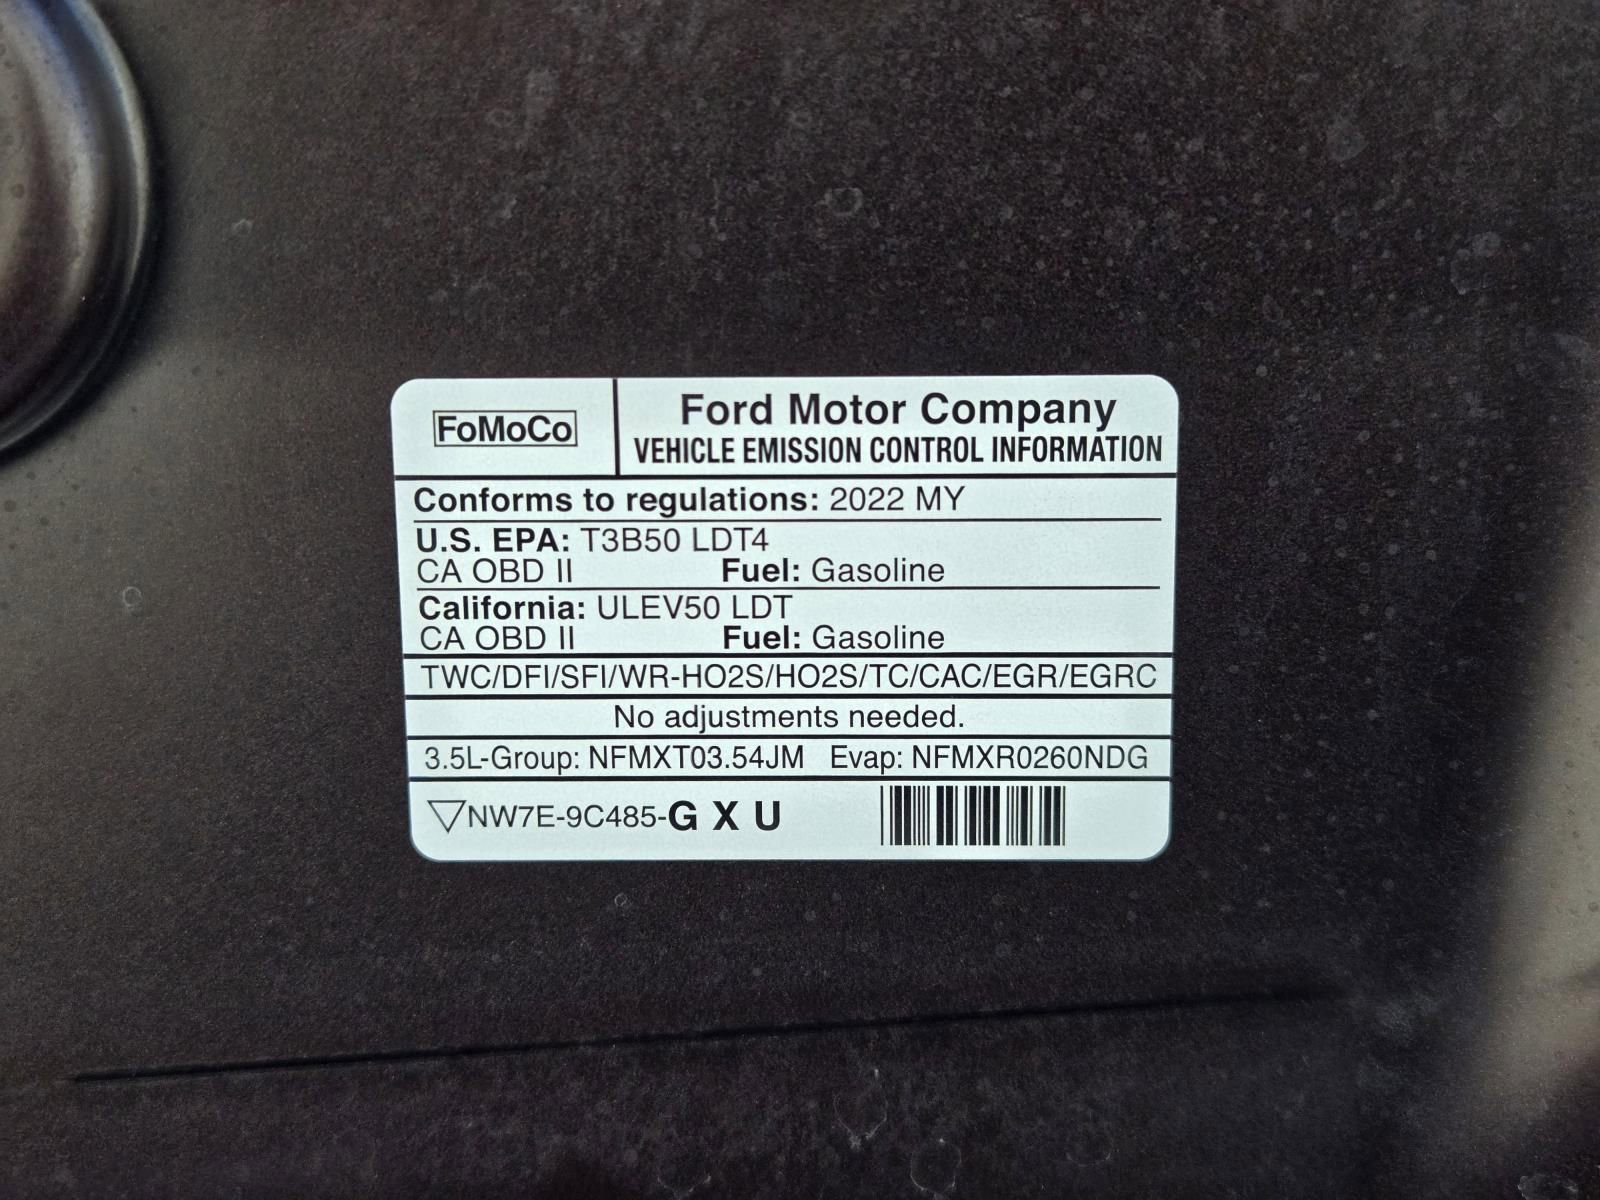 FoMoCo
Ford Motor Company
VEHICLE EMISSION CONTROL INFORMATION
Conforms to regulations: 2022 MY
U.S. EPA: T3B50 LDT4
CA OBD II Fuel: Gasoline
California: ULEV50 LDT
CA OBD II Fuel: Gasoline
TWC/DFI/SFI/WR-HO2S/HO2S/TC/CAC/EGR/EGRC
No adjustments needed.
3.5L-Group: NFMXT03.54JM Evap: NFMXR0260NDG
NW7E-9C485-G X U